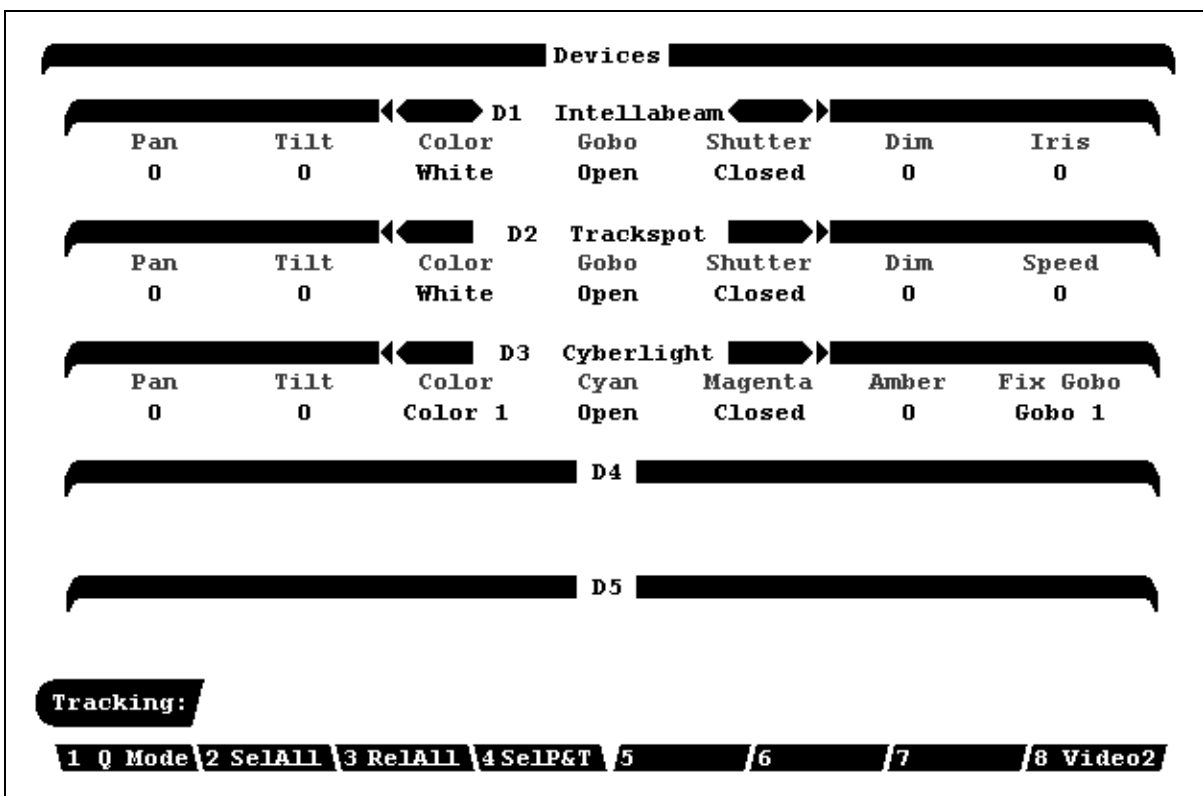 Devices
D1 Intellabeam
Pan Tilt Color Gobo Shutter Dim Iris
0 0 White Open Closed 0 0
D2 Trackspot
Pan Tilt Color Gobo Shutter Dim Speed
0 0 White Open Closed 0 0
D3 Cyberlight
Pan Tilt Color Cyan Magenta Amber Fix Gobo
0 0 Color 1 Open Closed 0 Gobo 1
D4
D5
Tracking:
1 Q Mode 2 SelAll 3 RelAll 4 SelP&T 5 6 7 8 Video2